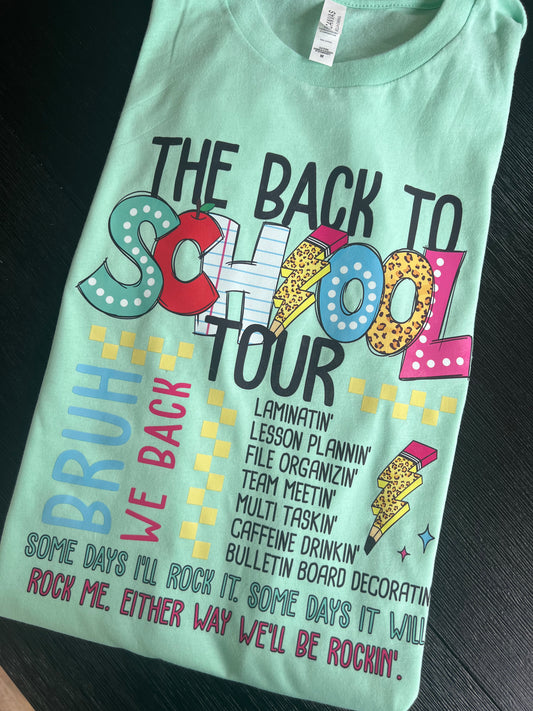 CANVAS
M
THE BACK TO
SCHOOL
TOUR
BRUH
WE BACK
LAMINATIN'
LESSON PLANNIN'
FILE ORGANIZIN'
TEAM MEETIN'
MULTI TASKIN'
CAFFEINE DRINKIN'
BULLETIN BOARD DECORATIN
SOME DAYS I'LL ROCK IT. SOME DAYS IT WILL
ROCK ME. EITHER WAY WE'LL BE ROCKIN'.